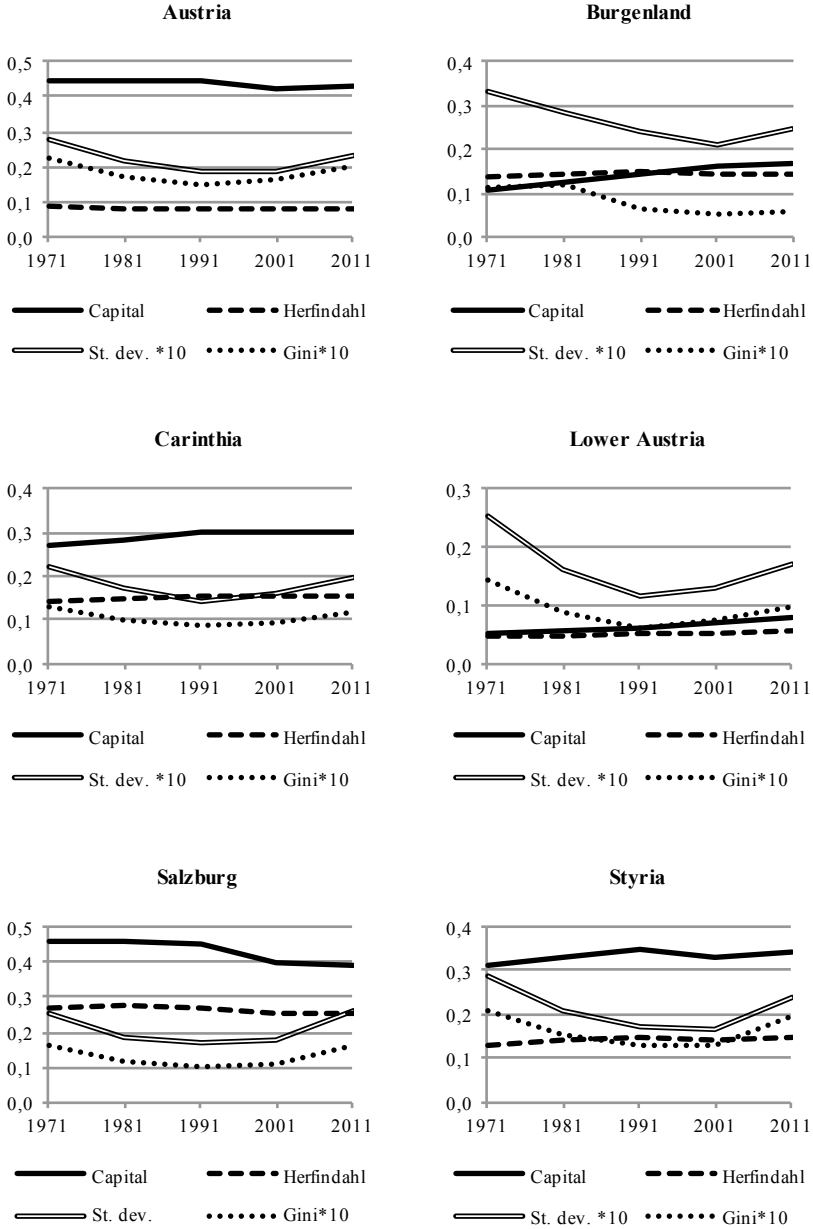 Austria
0,5
0,4
0,3
0,2
0,1
0,0
1971 1981 1991 2001 2011
Capital Herfindahl
St. dev. *10 Gini*10
Burgenland
0,4
0,3
0,2
0,1
0,0
1971 1981 1991 2001 2011
Capital Herfindahl
St. dev. *10 Gini*10
Carinthia
0,4
0,3
0,2
0,1
0,0
1971 1981 1991 2001 2011
Capital Herfindahl
St. dev. *10 Gini*10
Lower Austria
0,3
0,2
0,1
0,0
1971 1981 1991 2001 2011
Capital Herfindahl
St. dev. *10 Gini*10
Salzburg
0,5
0,4
0,3
0,2
0,1
0,0
1971 1981 1991 2001 2011
Capital Herfindahl
St. dev. Gini*10
Styria
0,4
0,3
0,2
0,1
0,0
1971 1981 1991 2001 2011
Capital Herfindahl
St. dev. *10 Gini*10